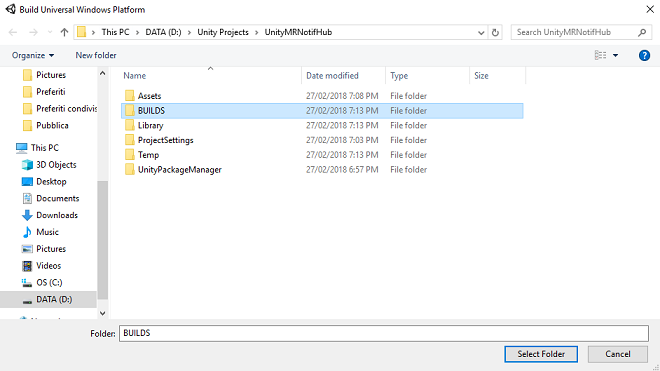 Build Universal Windows Platform
This PC > DATA (D:) > Unity Projects > UnityMRNotifHub
Search UnityMRNotifHub
Organize New folder
Name Date modified Type Size
Pictures
Preferiti
Preferiti condivis
Pubblica
This PC
3D Objects
Desktop
Documents
Downloads
Music
Pictures
Videos
OS (C:)
DATA (D:)
Assets 27/02/2018 7:08 PM File folder
BUILDS 27/02/2018 7:13 PM File folder
Library 27/02/2018 7:13 PM File folder
ProjectSettings 27/02/2018 7:03 PM File folder
Temp 27/02/2018 7:13 PM File folder
UnityPackageManager 27/02/2018 6:57 PM File folder
Folder: BUILDS
Select Folder Cancel